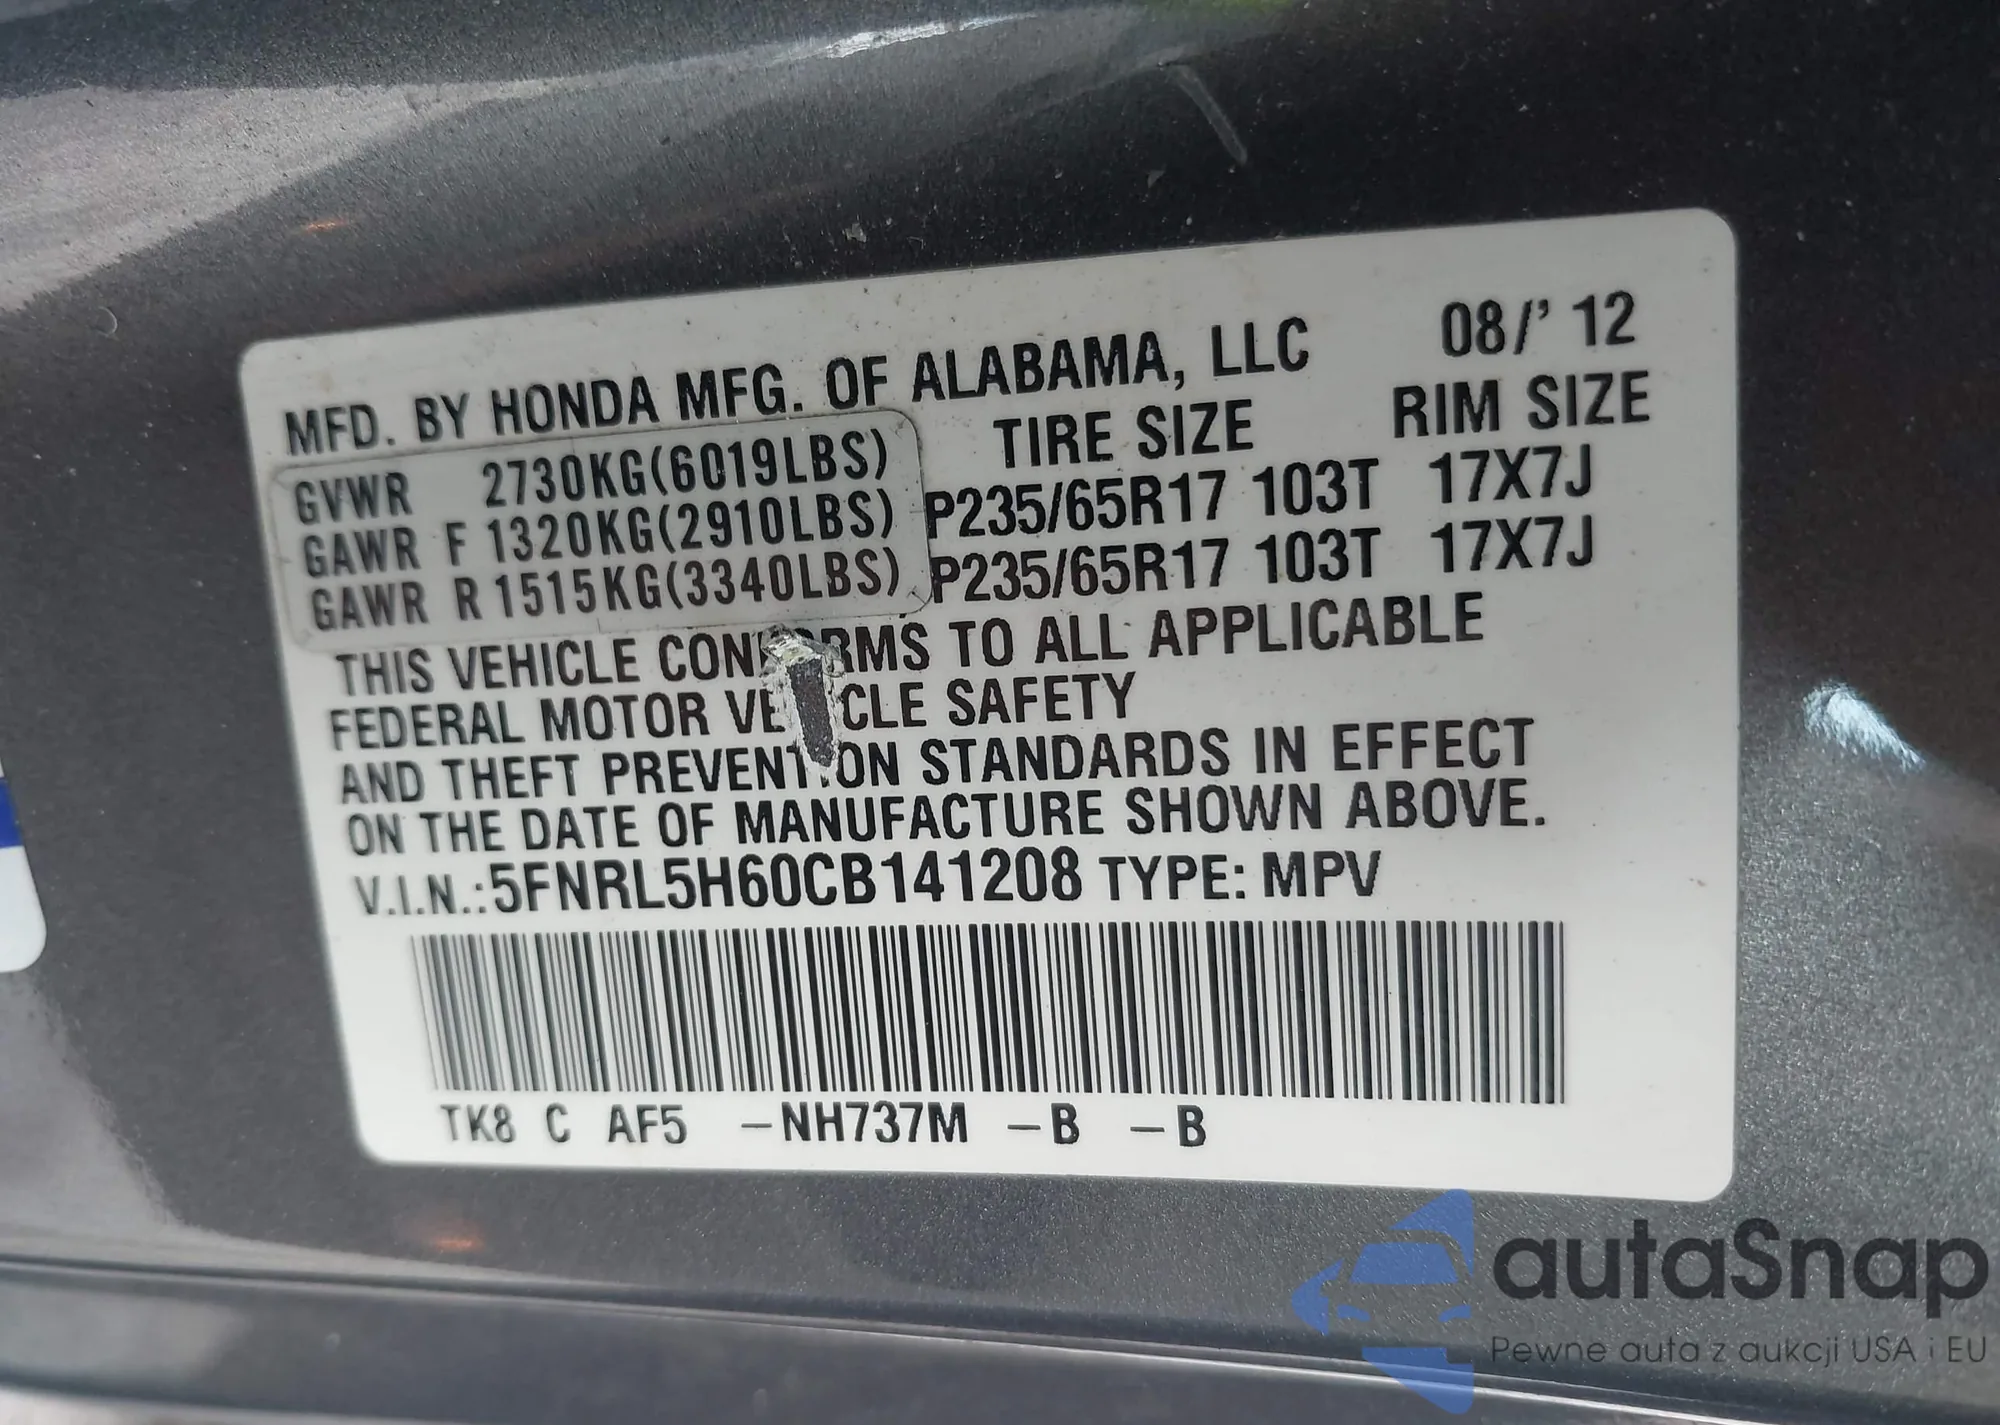 MFD. BY HONDA MFG. OF ALABAMA, LLC 08/' 12
TIRE SIZE RIM SIZE
GVWR 2730KG(6019LBS)
GAWR F 1320KG(2910LBS) P235/65R17 103T 17X7J
GAWR R 1515KG(3340LBS) P235/65R17 103T 17X7J
THIS VEHICLE CONFORMS TO ALL APPLICABLE
FEDERAL MOTOR VEHICLE SAFETY
AND THEFT PREVENTION STANDARDS IN EFFECT
ON THE DATE OF MANUFACTURE SHOWN ABOVE.
V.I.N.:5FNRL5H60CB141208 TYPE: MPV
TK8 C AF5 –NH737M –B –B
autaSnap
Pewne auta z aukcji USA i EU